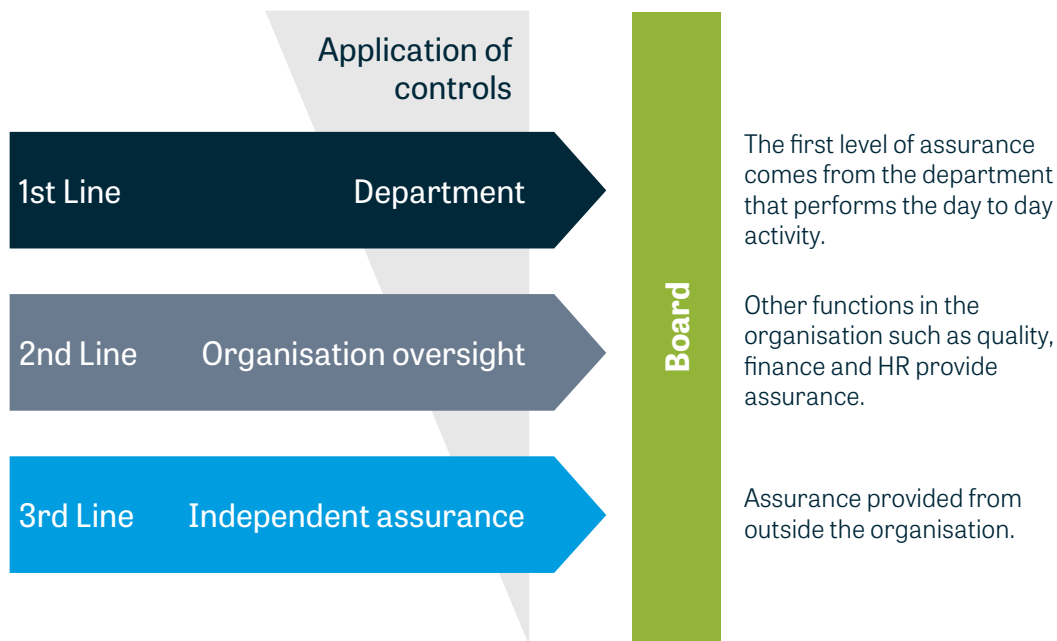 Application of
controls
1st Line Department
The first level of assurance
comes from the department
that performs the day to day
activity.
2nd Line Organisation oversight
Board
Other functions in the
organisation such as quality,
finance and HR provide
assurance.
3rd Line Independent assurance
Assurance provided from
outside the organisation.